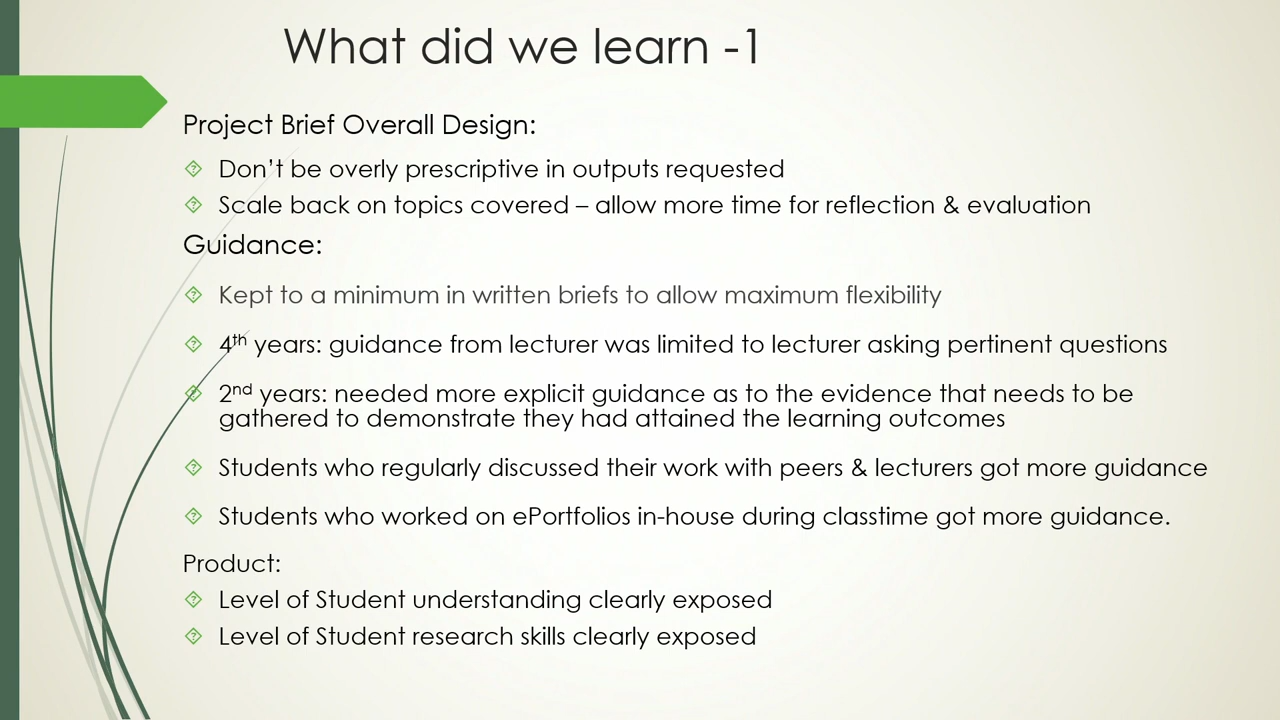 What did we learn -1
Project Brief Overall Design:
Don’t be overly prescriptive in outputs requested
Scale back on topics covered – allow more time for reflection & evaluation
Guidance:
Kept to a minimum in written briefs to allow maximum flexibility
4th years: guidance from lecturer was limited to lecturer asking pertinent questions
2nd years: needed more explicit guidance as to the evidence that needs to be
gathered to demonstrate they had attained the learning outcomes
Students who regularly discussed their work with peers & lecturers got more guidance
Students who worked on ePortfolios in-house during classtime got more guidance.
Product:
Level of Student understanding clearly exposed
Level of Student research skills clearly exposed